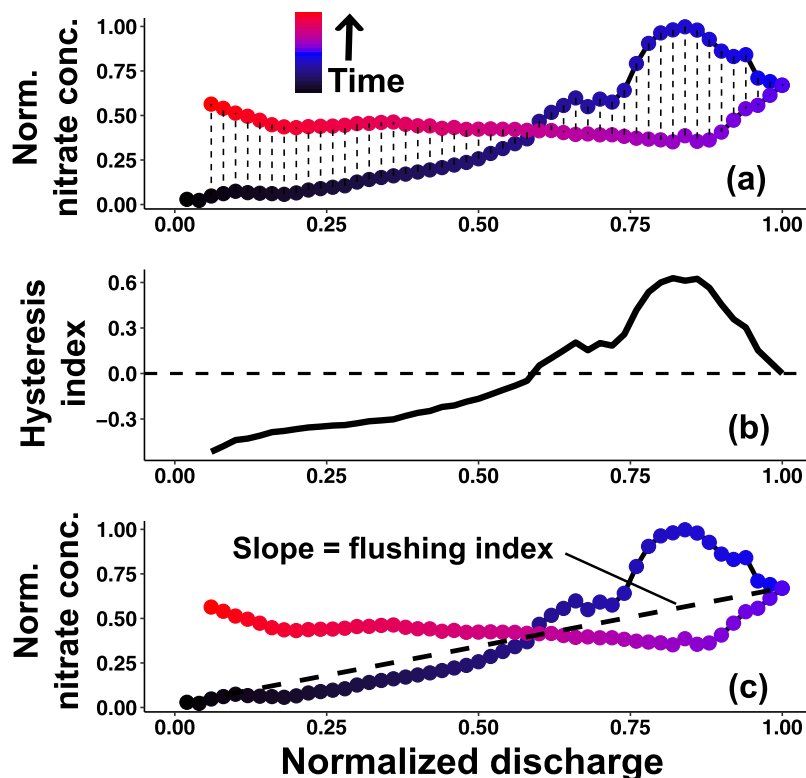 Norm.
nitrate conc.
1.00
0.75
0.50
0.25
0.00
Time
(a)
0.00 0.25 0.50 0.75 1.00
Hysteresis
index
0.6
0.3
0.0
−0.3
(b)
0.00 0.25 0.50 0.75 1.00
Norm.
nitrate conc.
1.00
0.75
0.50
0.25
0.00
Slope = flushing index
(c)
0.00 0.25 0.50 0.75 1.00
Normalized discharge